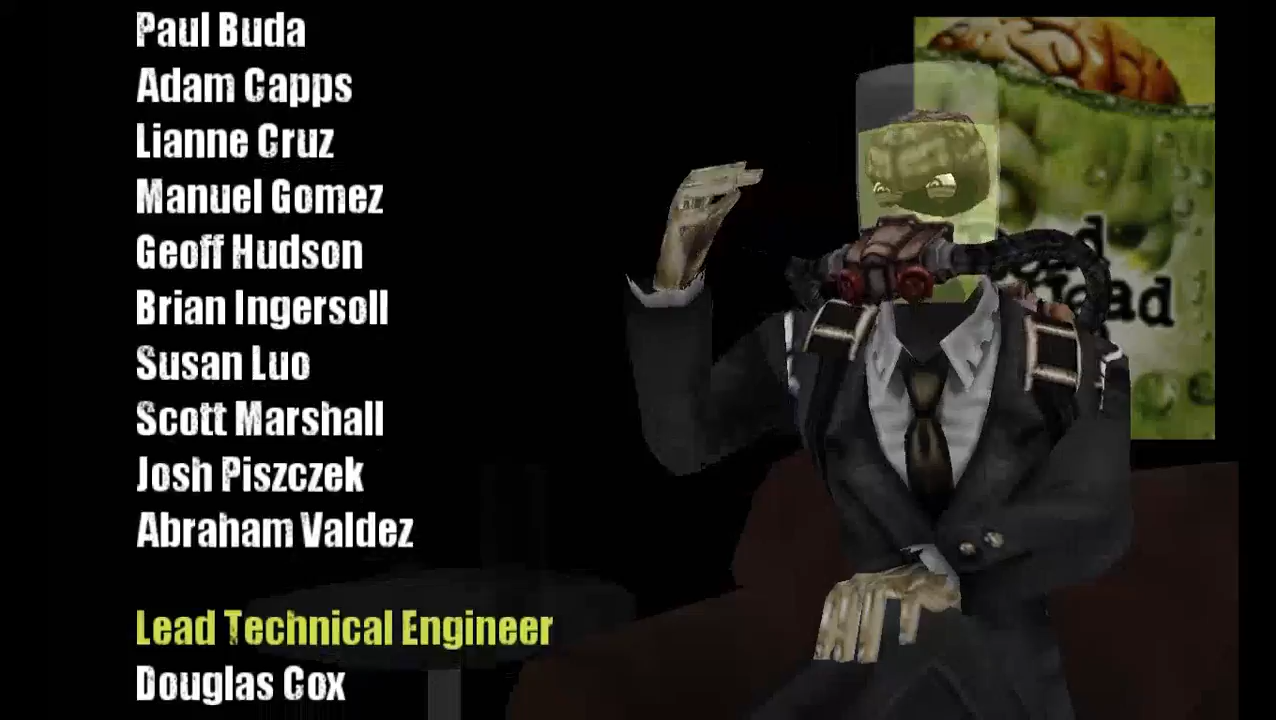 Paul Buda
Adam Capps
Lianne Cruz
Manuel Gomez
Geoff Hudson
Brian Ingersoll
Susan Luo
Scott Marshall
Josh Piszczek
Abraham Valdez
Lead Technical Engineer
Douglas Cox